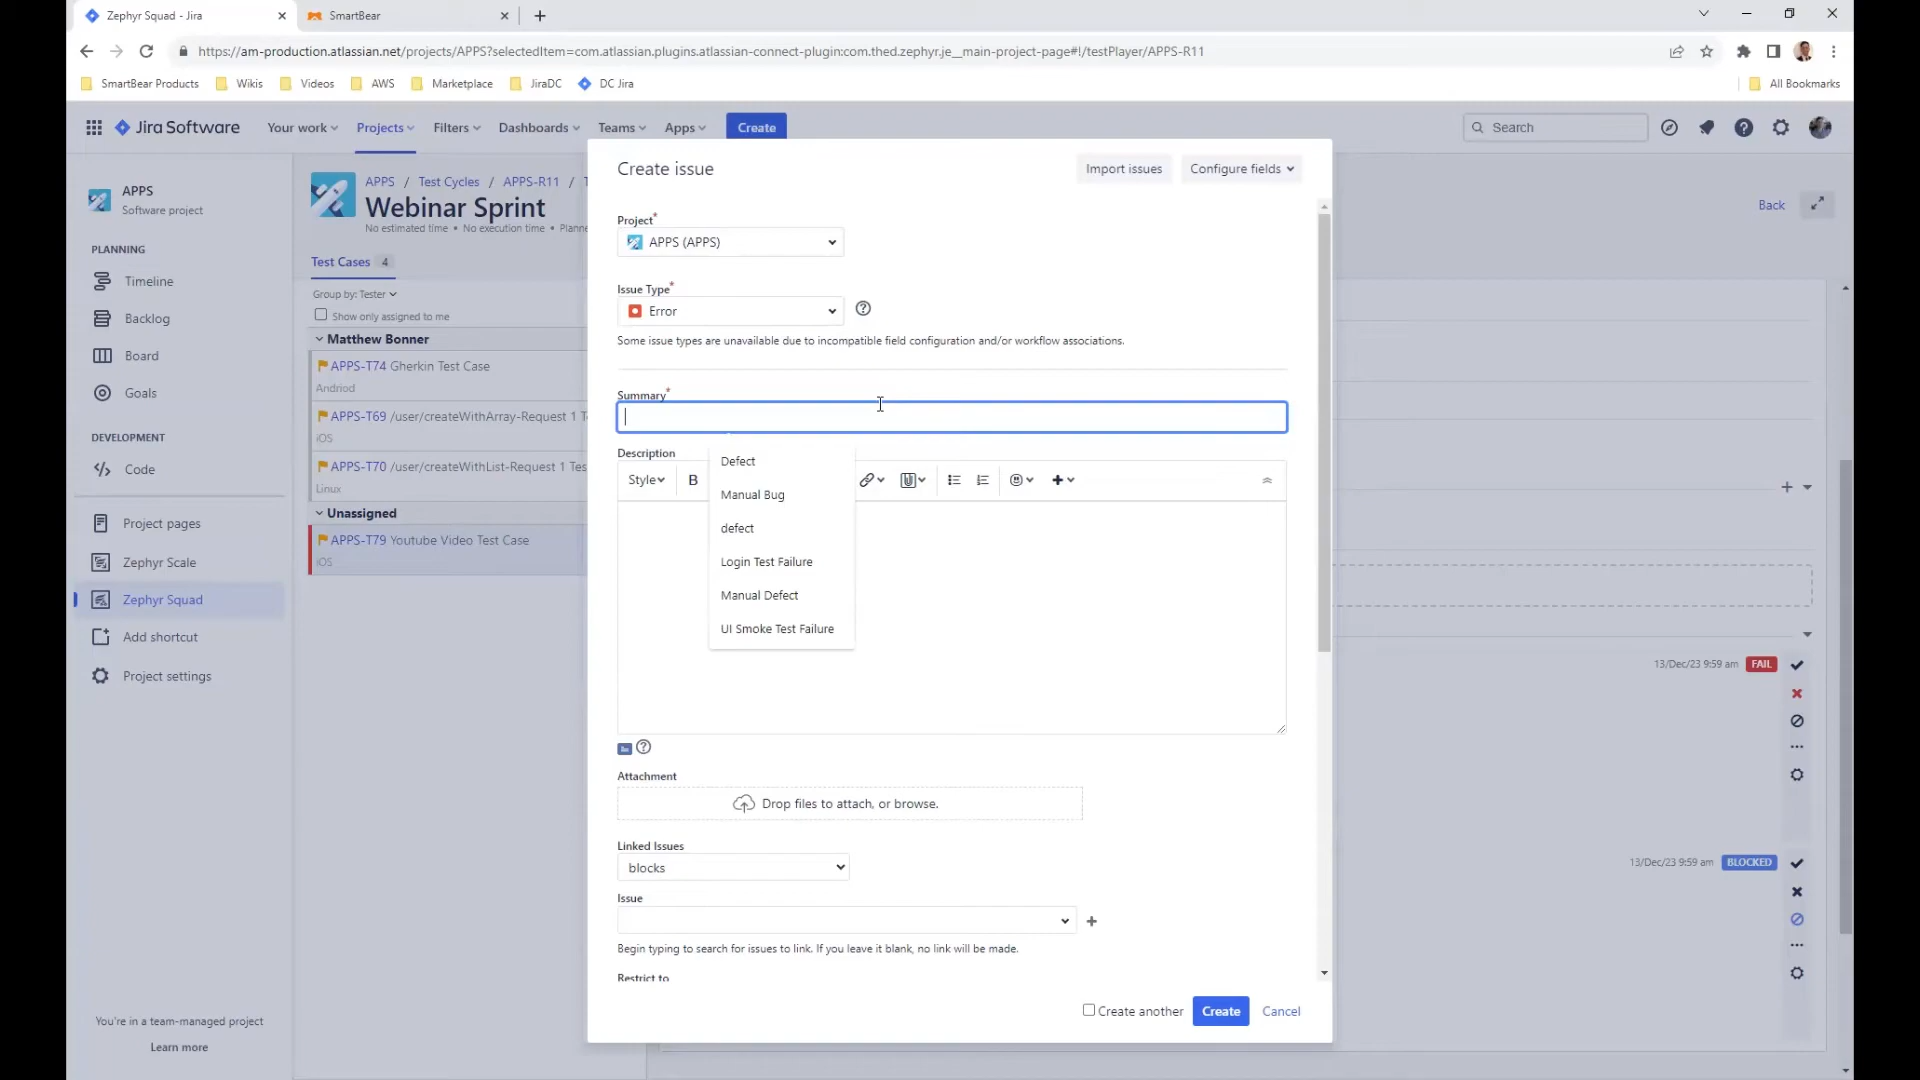 Zephyr Squad - Jira
SmartBear
https://am-production.atlassian.net/projects/APPS?selectedItem=com.atlassian.plugins.atlassian-connect-plugin:com.thed.zephyr.je__main-project-page#!/testPlayer/APPS-R11
SmartBear Products Wikis Videos AWS Marketplace JiraDC DC Jira All Bookmarks
Jira Software Your work Projects Filters Dashboards Teams Apps Create Search
APPS
Software project
PLANNING
Timeline
Backlog
Board
Goals
DEVELOPMENT
Code
Project pages
Zephyr Scale
Zephyr Squad
Add shortcut
Project settings
You're in a team-managed project
Learn more
APPS / Test Cycles / APPS-R11 /
Webinar Sprint
No estimated time • No execution time • Planne
Back
Test Cases 4
Group by: Tester
Show only assigned to me
Matthew Bonner
APPS-T74 Gherkin Test Case
Andriod
APPS-T69 /user/createWithArray-Request 1 T
iOS
APPS-T70 /user/createWithList-Request 1 Tes
Linux
Unassigned
APPS-T79 Youtube Video Test Case
iOS
Create issue
Import issues
Configure fields
Project*
APPS (APPS)
Issue Type*
Error
Some issue types are unavailable due to incompatible field configuration and/or workflow associations.
Summary*
Description
Style B
Defect
Manual Bug
defect
Login Test Failure
Manual Defect
UI Smoke Test Failure
Attachment
Drop files to attach, or browse.
Linked Issues
blocks
Issue
Begin typing to search for issues to link. If you leave it blank, no link will be made.
Restrict to
Create another Create Cancel
13/Dec/23 9:59 am FAIL
13/Dec/23 9:59 am BLOCKED